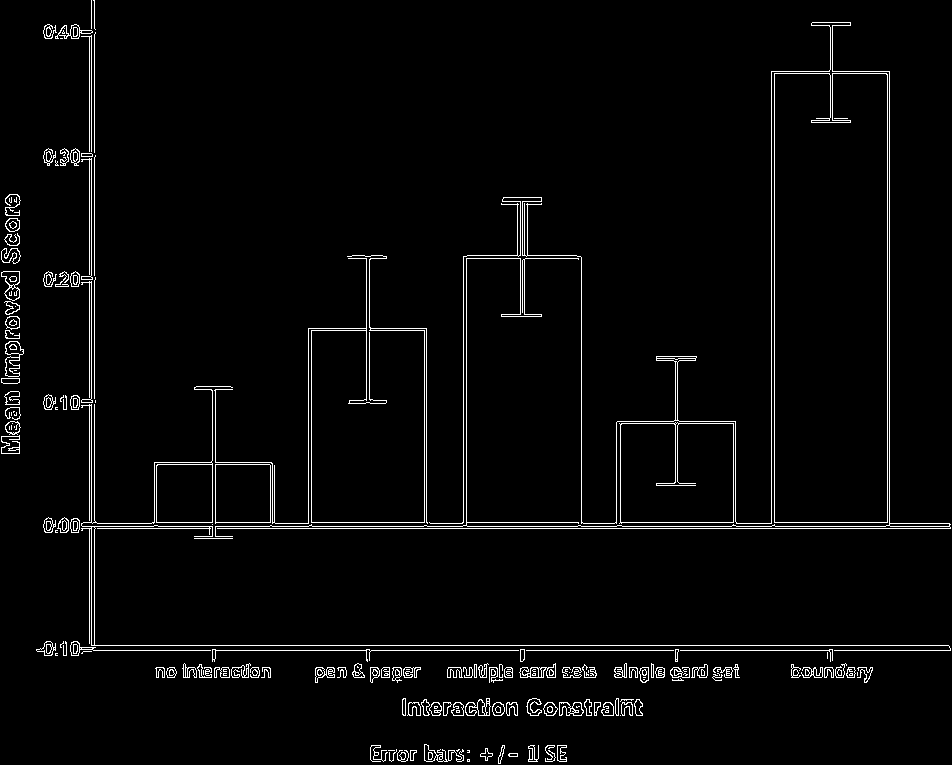 0.40
0.30
0.20
0.10
0.00
-0.10
Mean Improved Score
no interaction
pen & paper
multiple card sets
single card set
boundary
Interaction Constraint
Error bars: +/- 1 SE